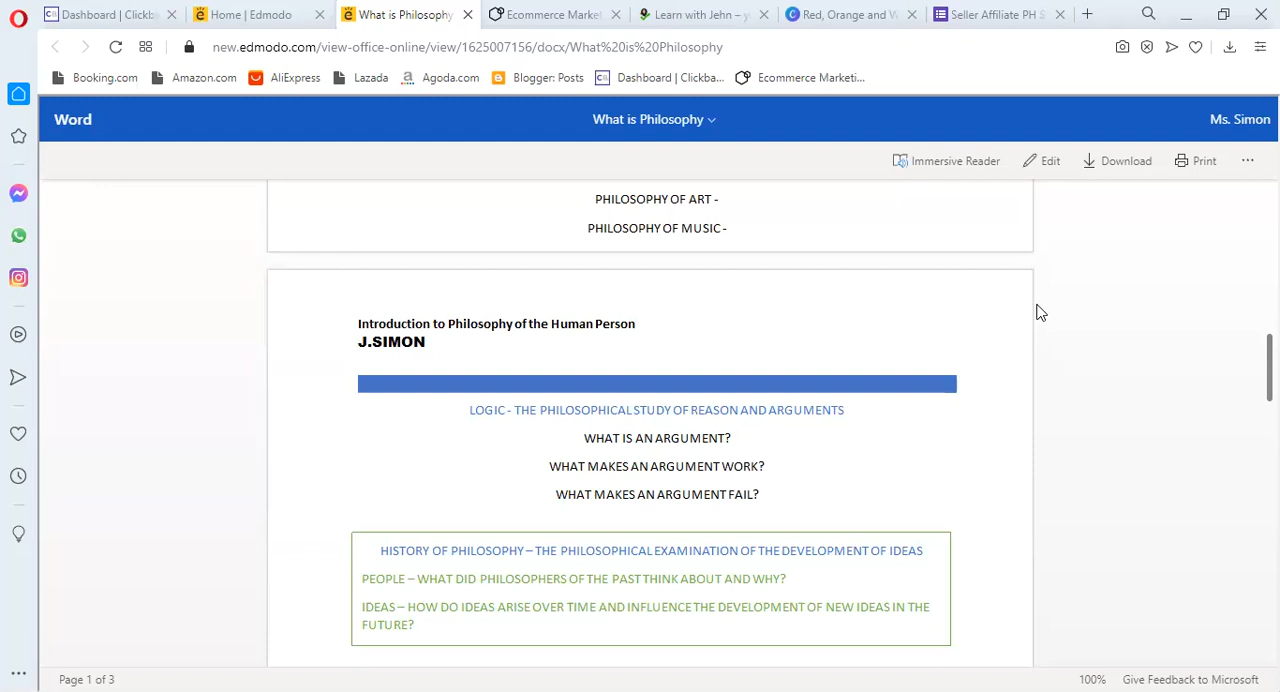 Dashboard | Clickb
Home | Edmodo
What is Philosophy
Ecommerce Marke
Learn with Jehn – y
Red, Orange and W
Seller Affiliate PH S
new.edmodo.com/view-office-online/view/1625007156/docx/What%20is%20Philosophy
Booking.com
Amazon.com
AliExpress
Lazada
Agoda.com
Blogger: Posts
Dashboard | Clickba...
Ecommerce Marketi...
Word
What is Philosophy
Ms. Simon
Immersive Reader
Edit
Download
Print
PHILOSOPHY OF ART -
PHILOSOPHY OF MUSIC -
Introduction to Philosophy of the Human Person
J.SIMON
LOGIC - THE PHILOSOPHICAL STUDY OF REASON AND ARGUMENTS
WHAT IS AN ARGUMENT?
WHAT MAKES AN ARGUMENT WORK?
WHAT MAKES AN ARGUMENT FAIL?
HISTORY OF PHILOSOPHY – THE PHILOSOPHICAL EXAMINATION OF THE DEVELOPMENT OF IDEAS
PEOPLE – WHAT DID PHILOSOPHERS OF THE PAST THINK ABOUT AND WHY?
IDEAS – HOW DO IDEAS ARISE OVER TIME AND INFLUENCE THE DEVELOPMENT OF NEW IDEAS IN THE
FUTURE?
Page 1 of 3
100%
Give Feedback to Microsoft